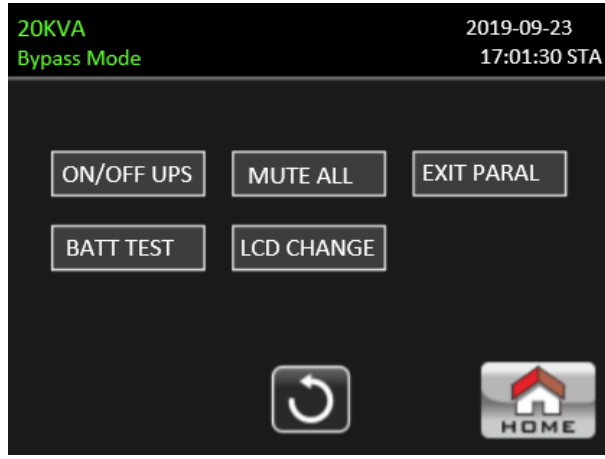 20KVA 2019-09-23
Bypass Mode 17:01:30 STA
ON/OFF UPS MUTE ALL EXIT PARAL
BATT TEST LCD CHANGE
HOME